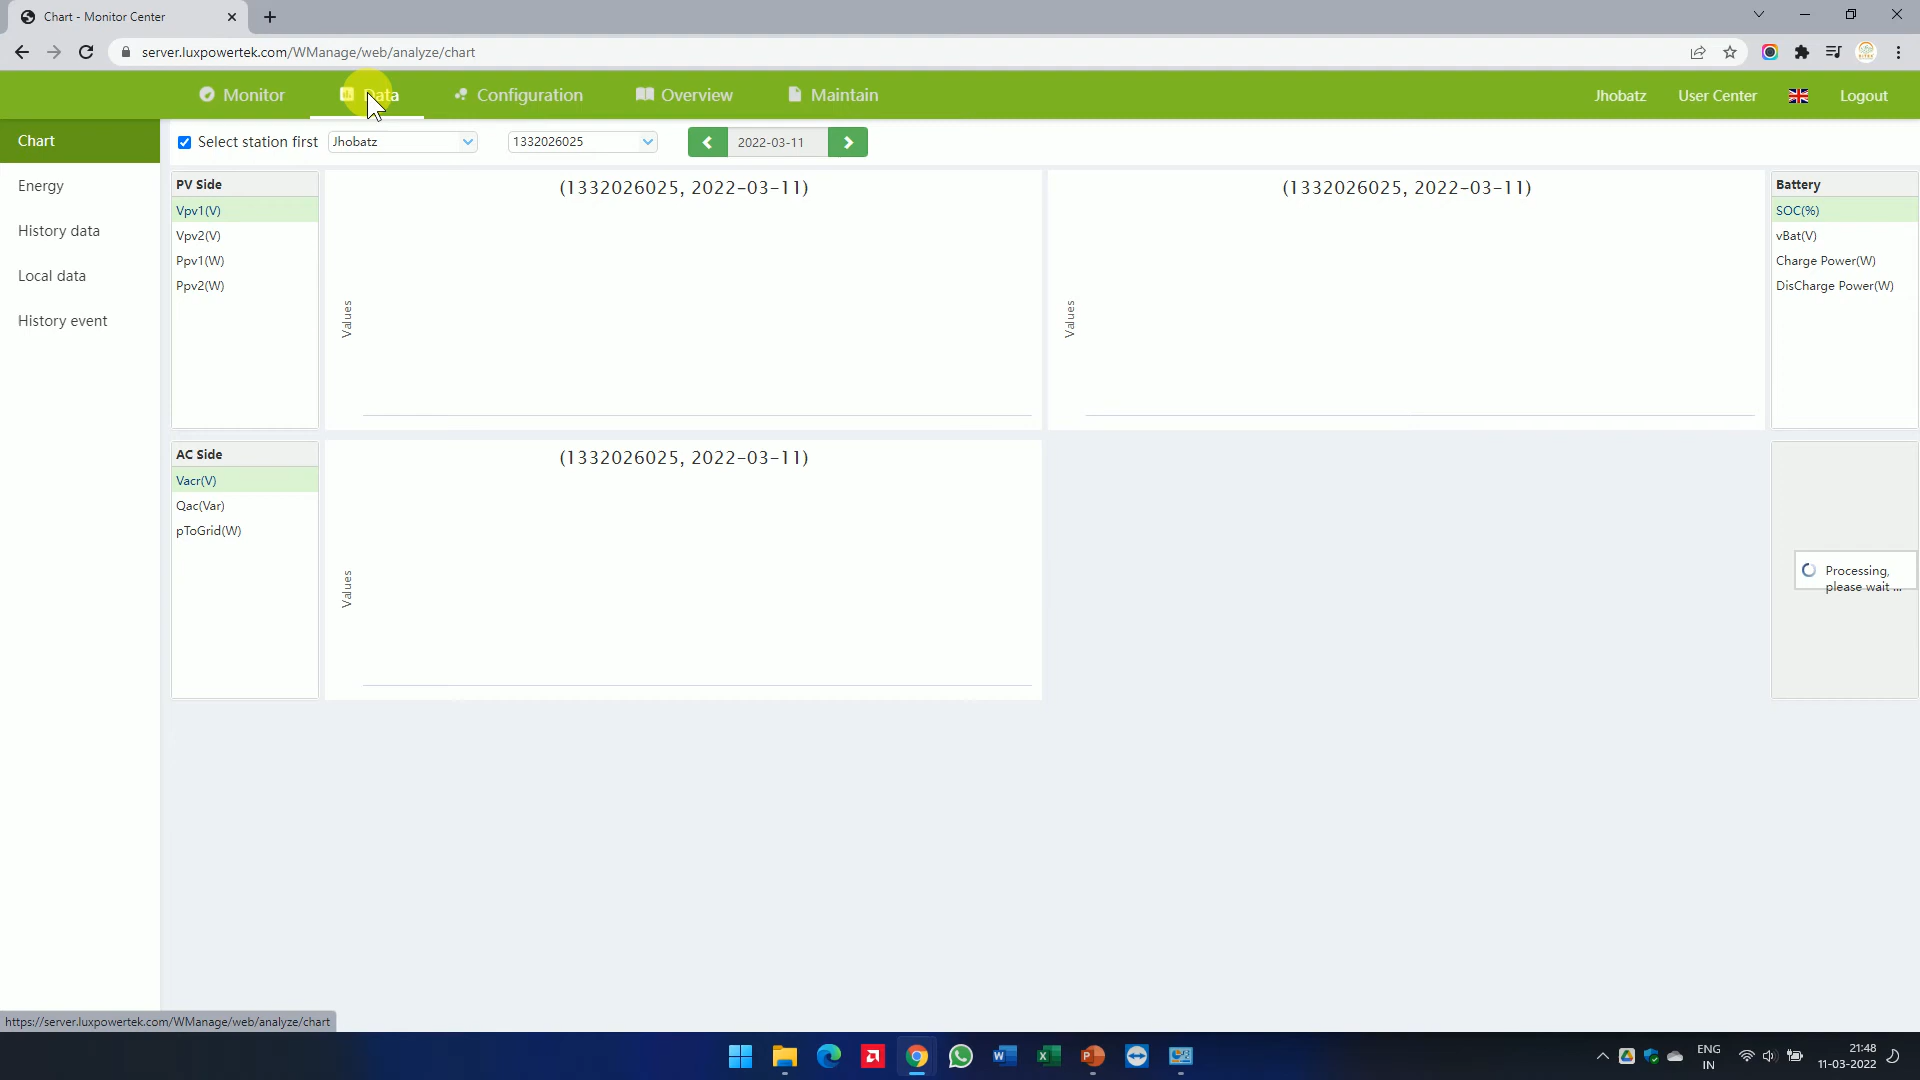 Chart - Monitor Center
server.luxpowertek.com/WManage/web/analyze/chart
Monitor
Data
Configuration
Overview
Maintain
Jhobatz
User Center
Logout
Chart
Energy
History data
Local data
History event
Select station first
Jhobatz
1332026025
2022-03-11
PV Side
Vpv1(V)
Vpv2(V)
Ppv1(W)
Ppv2(W)
(1332026025, 2022-03-11)
Values
(1332026025, 2022-03-11)
Values
Battery
SOC(%)
vBat(V)
Charge Power(W)
DisCharge Power(W)
AC Side
Vacr(V)
Qac(Var)
pToGrid(W)
(1332026025, 2022-03-11)
Values
Processing,
please wait ...
https://server.luxpowertek.com/WManage/web/analyze/chart
ENG
IN
21:48
11-03-2022